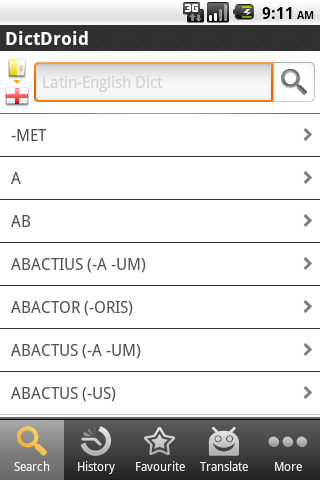 3G 9:11 AM
DictDroid
Latin-English Dict
-MET
A
AB
ABACTIUS (-A -UM)
ABACTOR (-ORIS)
ABACTUS (-A -UM)
ABACTUS (-US)
Search History Favourite Translate More